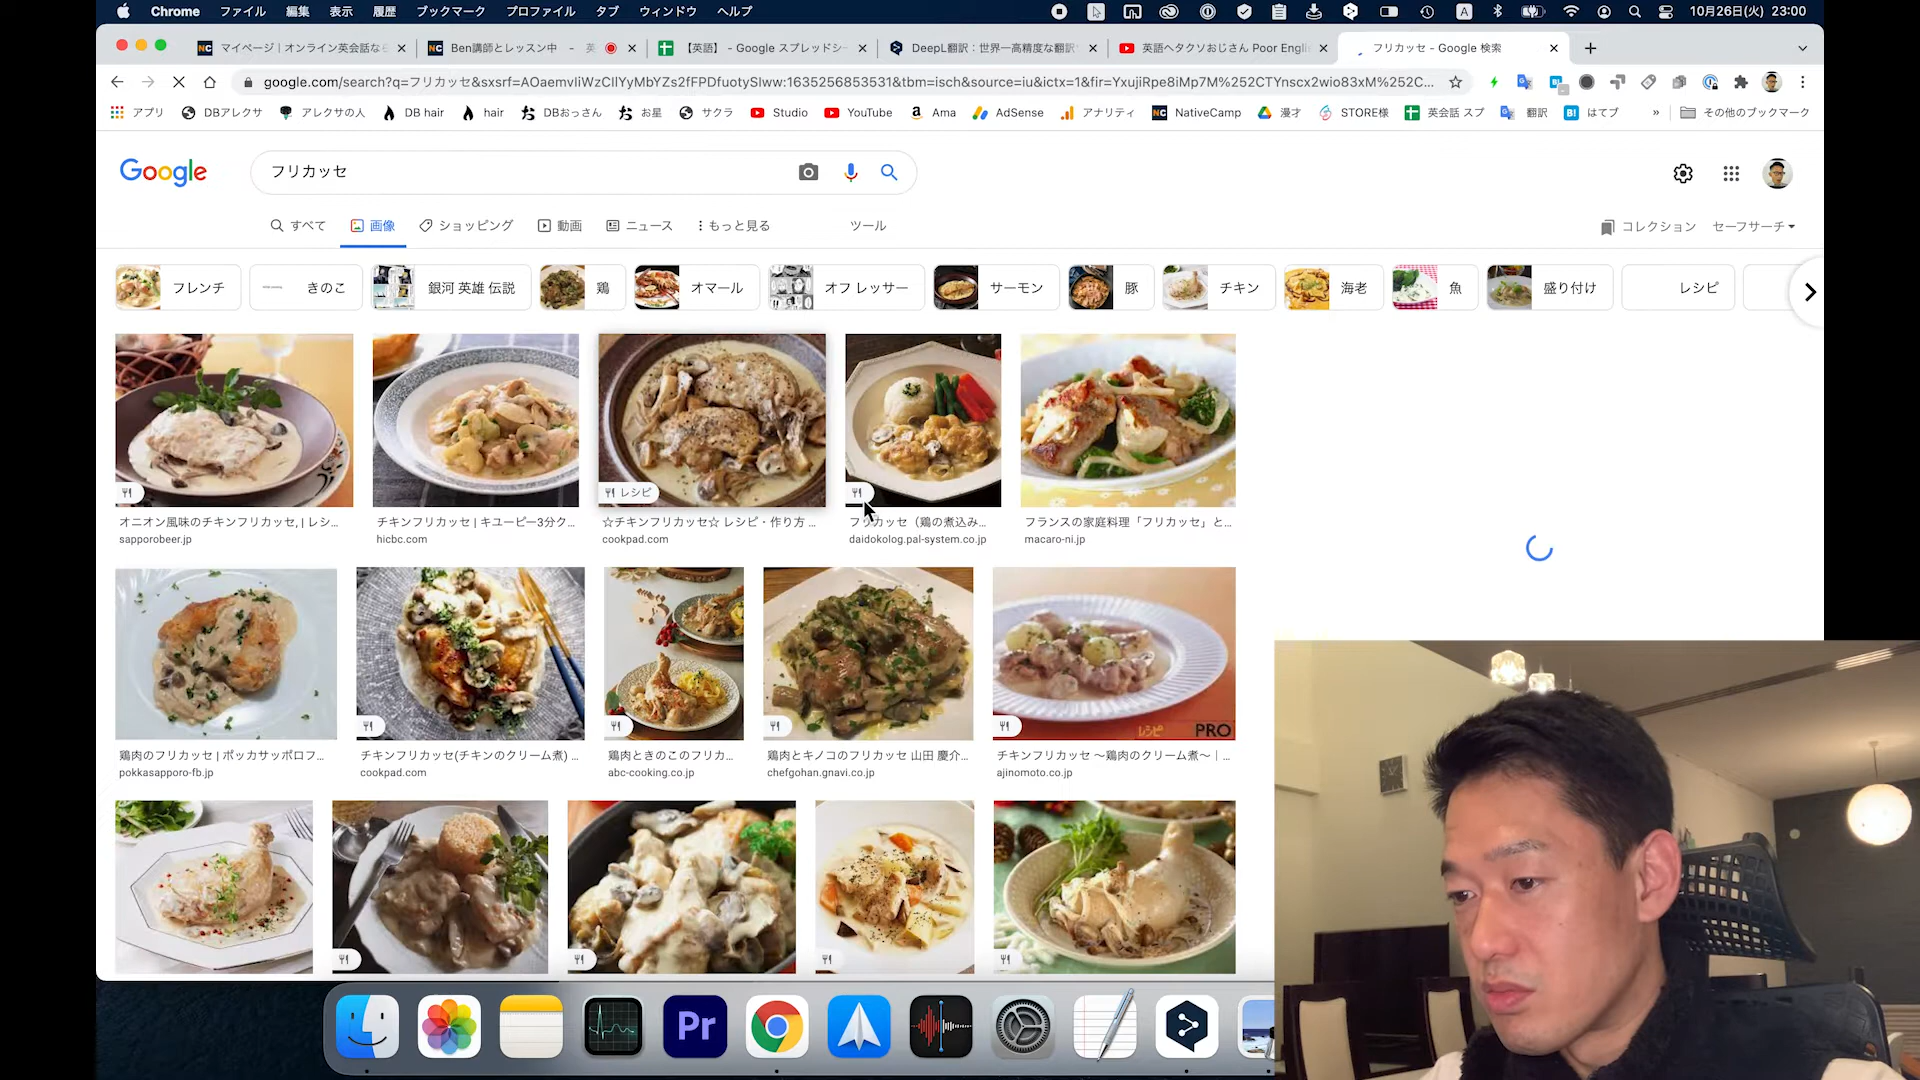 Chrome ファイル 編集 表示 履歴 ブックマーク プロファイル タブ ウィンドウ ヘルプ 10月26日(火) 23:00
マイページ | オンライン英会話なら
Ben講師とレッスン中 - 英
【英語】 - Google スプレッドシー
DeepL翻訳：世界一高精度な翻訳
英語ヘタクソおじさん Poor Engli
フリカッセ - Google 検索
google.com/search?q=フリカッセ&sxsrf=AOaemvIiWzCIlYyMbYZs2fFPDfuotySIww:1635256853531&tbm=isch&source=iu&ictx=1&fir=YxujiRpe8iMp7M%252CTYnscx2wio83xM%252C...
アプリ DBアレクサ アレクサの人 DB hair hair DBおっさん お星 サクラ Studio YouTube Ama AdSense アナリティ NativeCamp 漫才 STORE様 英会話 スプ 翻訳 B! はてブ » その他のブックマーク
Google フリカッセ
すべて 画像 ショッピング 動画 ニュース もっと見る ツール コレクション セーフサーチ
フレンチ きのこ 銀河 英雄 伝説 鶏 オマール オフ レッサー サーモン 豚 チキン 海老 魚 盛り付け レシピ
レシピ
オニオン風味のチキンフリカッセ, | レシ...
sapporobeer.jp
チキンフリカッセ | キユーピー3分ク...
hicbc.com
☆チキンフリカッセ☆ レシピ・作り方 ...
cookpad.com
フリカッセ（鶏の煮込み...
daidokolog.pal-system.co.jp
フランスの家庭料理「フリカッセ」と...
macaro-ni.jp
レシピ PRO
鶏肉のフリカッセ | ポッカサッポロフ...
pokkasapporo-fb.jp
チキンフリカッセ(チキンのクリーム煮) ...
cookpad.com
鶏肉ときのこのフリカ...
abc-cooking.co.jp
鶏肉とキノコのフリカッセ 山田 慶介...
chefgohan.gnavi.com
チキンフリカッセ ～鶏肉のクリーム煮～｜...
ajinomoto.co.jp
Pr